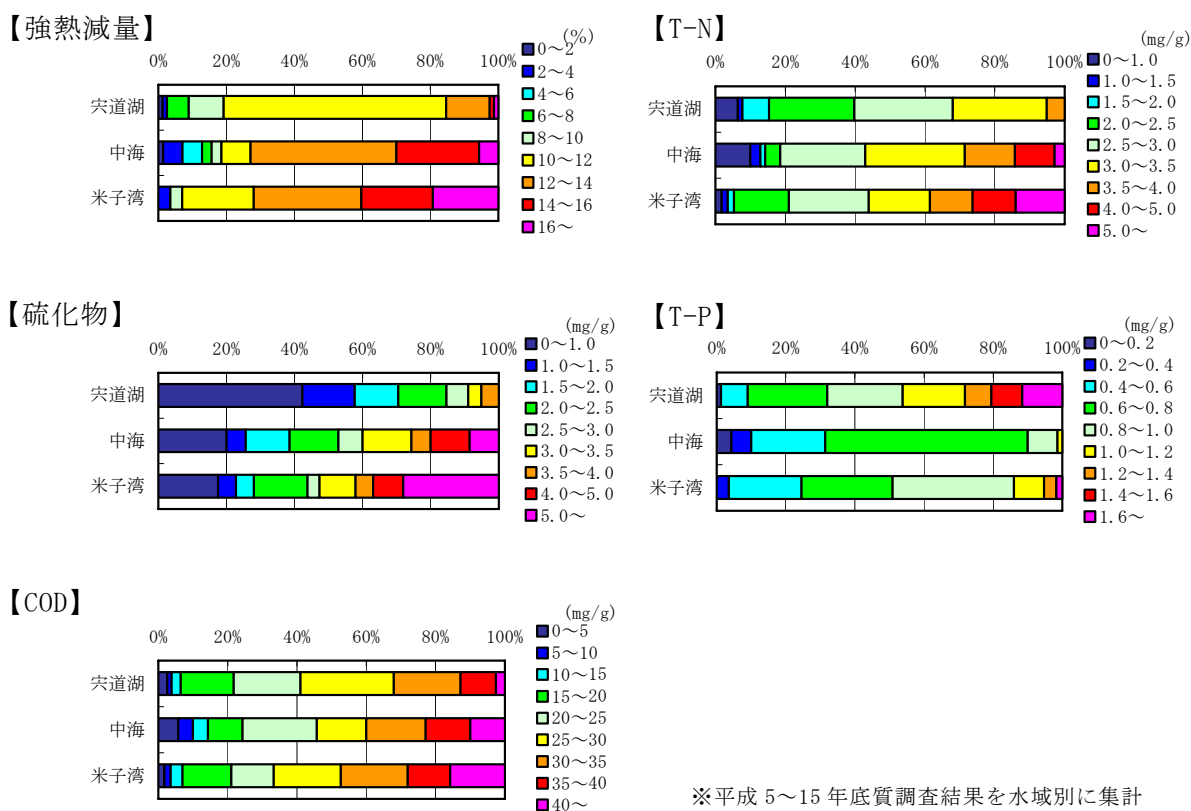 【強熱減量】
(%)
0% 20% 40% 60% 80% 100%
宍道湖
中海
米子湾
0～2
2～4
4～6
6～8
8～10
10～12
12～14
14～16
16～
【T-N】
(mg/g)
0% 20% 40% 60% 80% 100%
宍道湖
中海
米子湾
0～1.0
1.0～1.5
1.5～2.0
2.0～2.5
2.5～3.0
3.0～3.5
3.5～4.0
4.0～5.0
5.0～
【硫化物】
(mg/g)
0% 20% 40% 60% 80% 100%
宍道湖
中海
米子湾
0～1.0
1.0～1.5
1.5～2.0
2.0～2.5
2.5～3.0
3.0～3.5
3.5～4.0
4.0～5.0
5.0～
【T-P】
(mg/g)
0% 20% 40% 60% 80% 100%
宍道湖
中海
米子湾
0～0.2
0.2～0.4
0.4～0.6
0.6～0.8
0.8～1.0
1.0～1.2
1.2～1.4
1.4～1.6
1.6～
【COD】
(mg/g)
0% 20% 40% 60% 80% 100%
宍道湖
中海
米子湾
0～5
5～10
10～15
15～20
20～25
25～30
30～35
35～40
40～
※平成 5～15 年底質調査結果を水域別に集計